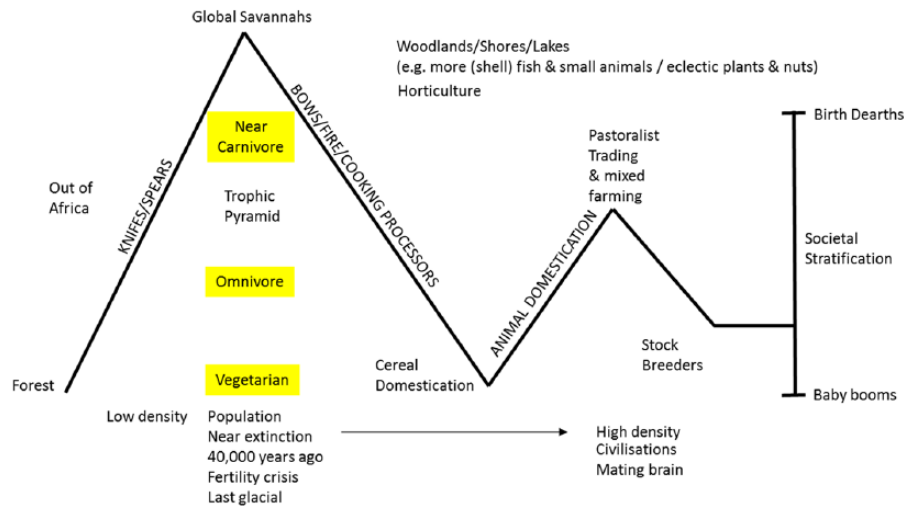 Global Savannahs
Woodlands/Shores/Lakes
(e.g. more (shell) fish & small animals / eclectic plants & nuts)
Horticulture
Near
Carnivore
Birth Dearths
Pastoralist
Trading
& mixed
farming
Out of
Africa
KNIFES/SPEARS
Trophic
Pyramid
BOWS/FIRE/COOKING PROCESSORS
ANIMAL DOMESTICATION
Societal
Stratification
Omnivore
Forest
Vegetarian
Cereal
Domestication
Stock
Breeders
Baby booms
Low density
Population
Near extinction
40,000 years ago
Fertility crisis
Last glacial
High density
Civilisations
Mating brain